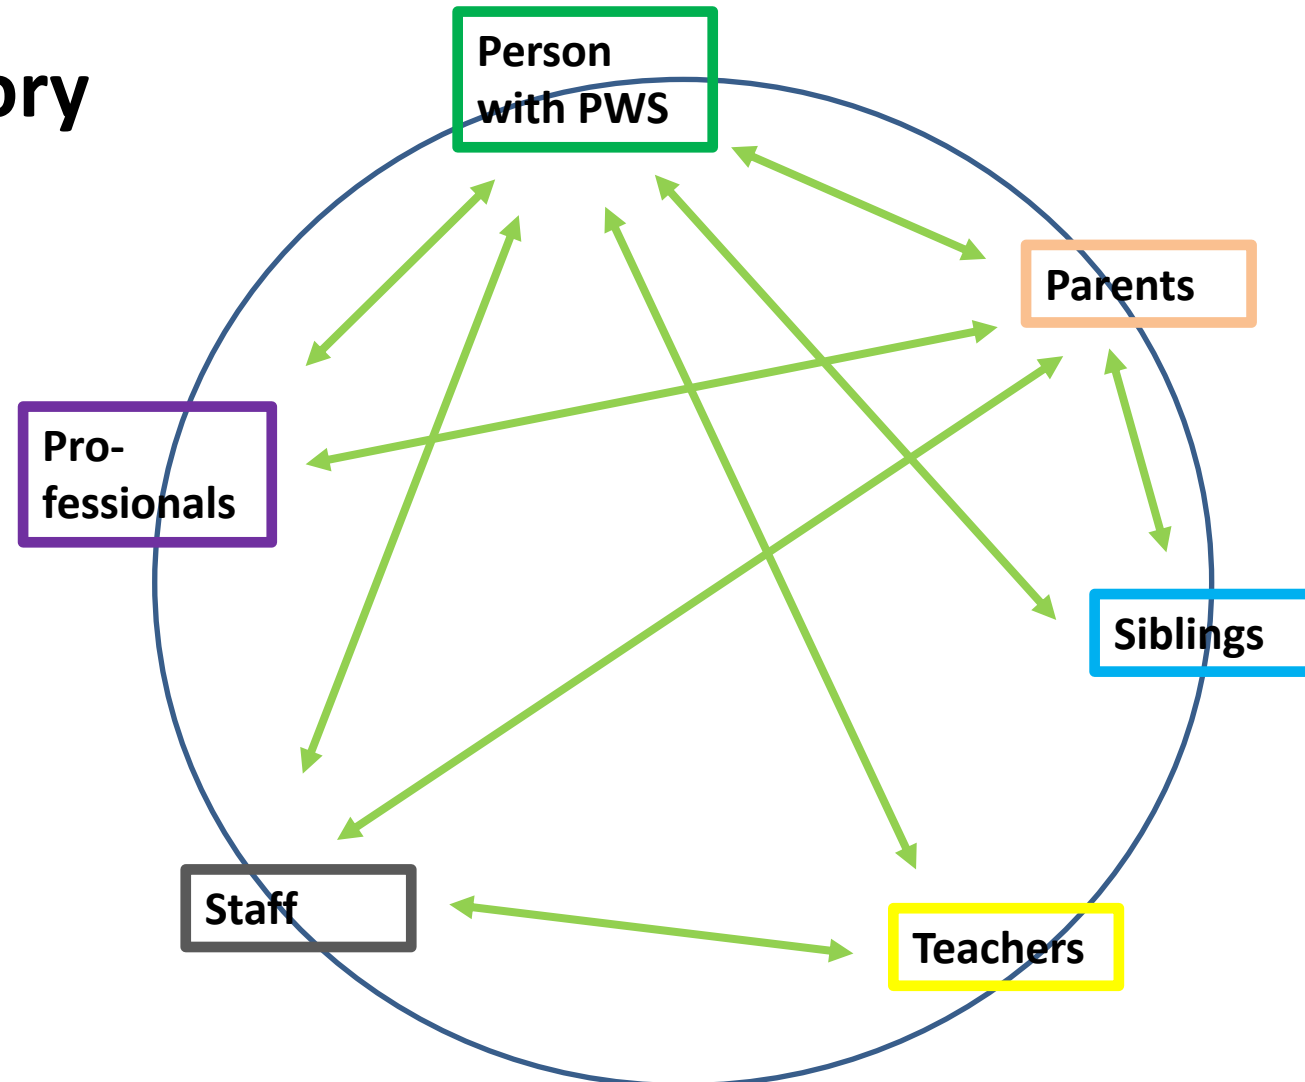 ory
Person
with PWS
Parents
Pro-
fessionals
Siblings
Staff
Teachers